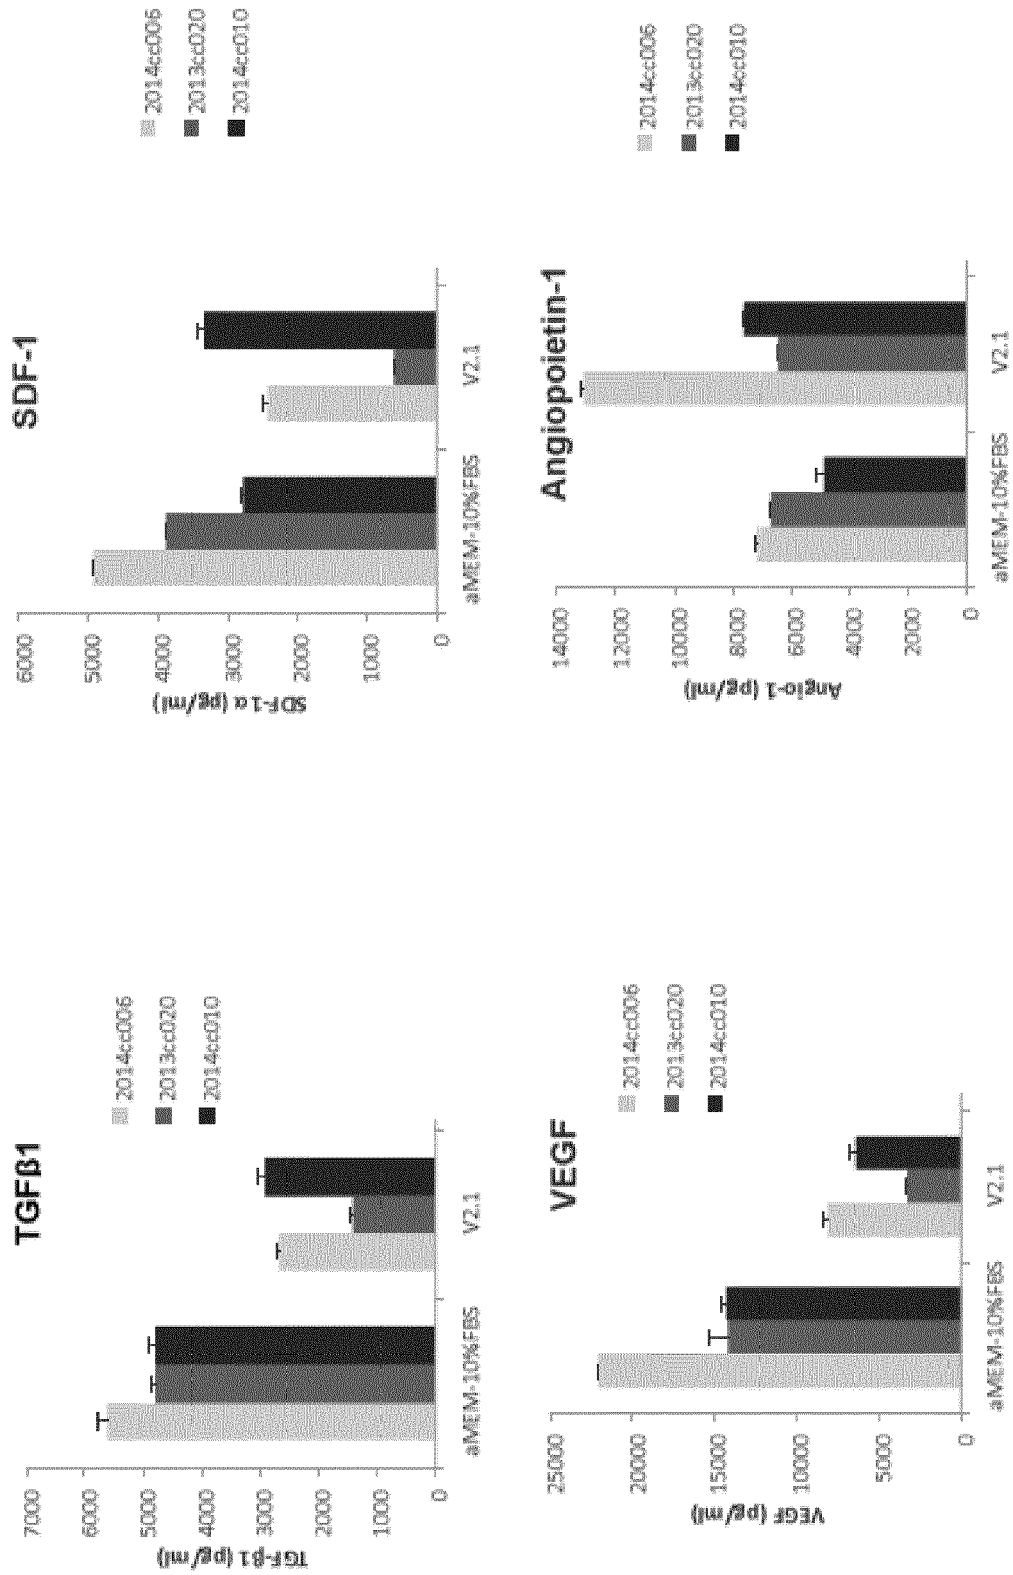 TGFβ1
TGF-β1 (pg/ml)
7000
6000
5000
4000
3000
2000
1000
0
aMEM-10%FBS
V2.1
2014cc006
2013cc020
2014cc010
SDF-1
SDF-1α (pg/ml)
6000
5000
4000
3000
2000
1000
0
aMEM-10%FBS
V2.1
2014cc006
2013cc020
2014cc010
VEGF
VEGF (pg/ml)
25000
20000
15000
10000
5000
0
aMEM-10%FBS
V2.1
2014cc006
2013cc020
2014cc010
Angiopoietin-1
Angio-1 (pg/ml)
14000
12000
10000
8000
6000
4000
2000
0
aMEM-10%FBS
V2.1
2014cc006
2013cc020
2014cc010